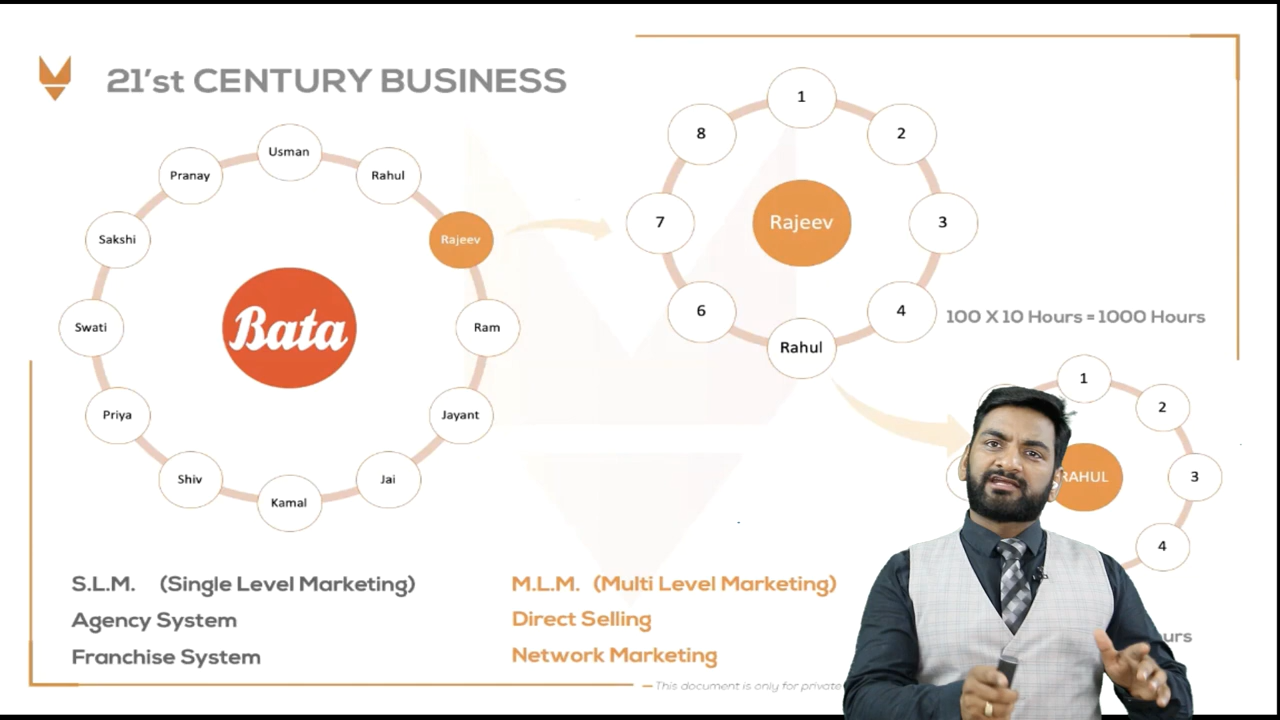 21'st CENTURY BUSINESS
Usman
Rahul
Rajeev
Ram
Jayant
Jai
Kamal
Shiv
Priya
Swati
Sakshi
Pranay
Bata
1
2
3
4
Rahul
6
7
8
Rajeev
100 X 10 Hours = 1000 Hours
1
2
3
4
RAHUL
S.L.M. (Single Level Marketing)
Agency System
Franchise System
M.L.M. (Multi Level Marketing)
Direct Selling
Network Marketing
This document is only for private